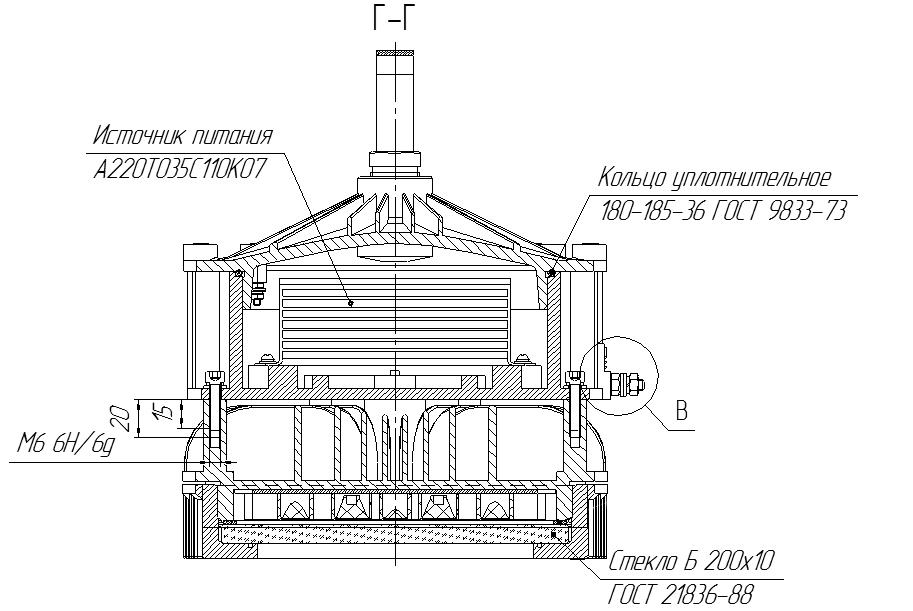 Г-Г
Источник питания
А220Т035С110К07
Кольцо уплотнительное
180-185-36 ГОСТ 9833-73
20
15
В
М6 6Н/6g
Стекло Б 200х10
ГОСТ 21836-88